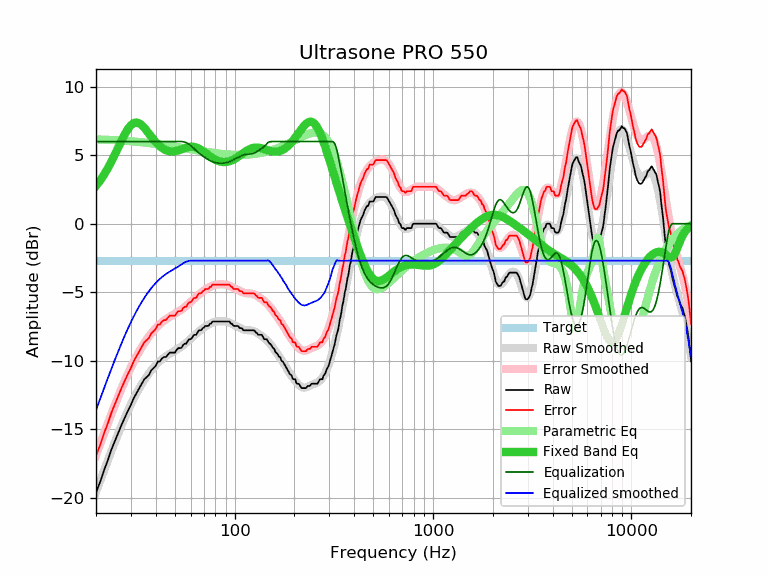 Ultrasone PRO 550
10
5
0
−5
−10
−15
−20
Amplitude (dBr)
Target
Raw Smoothed
Error Smoothed
Raw
Error
Parametric Eq
Fixed Band Eq
Equalization
Equalized smoothed
100 1000 10000
Frequency (Hz)